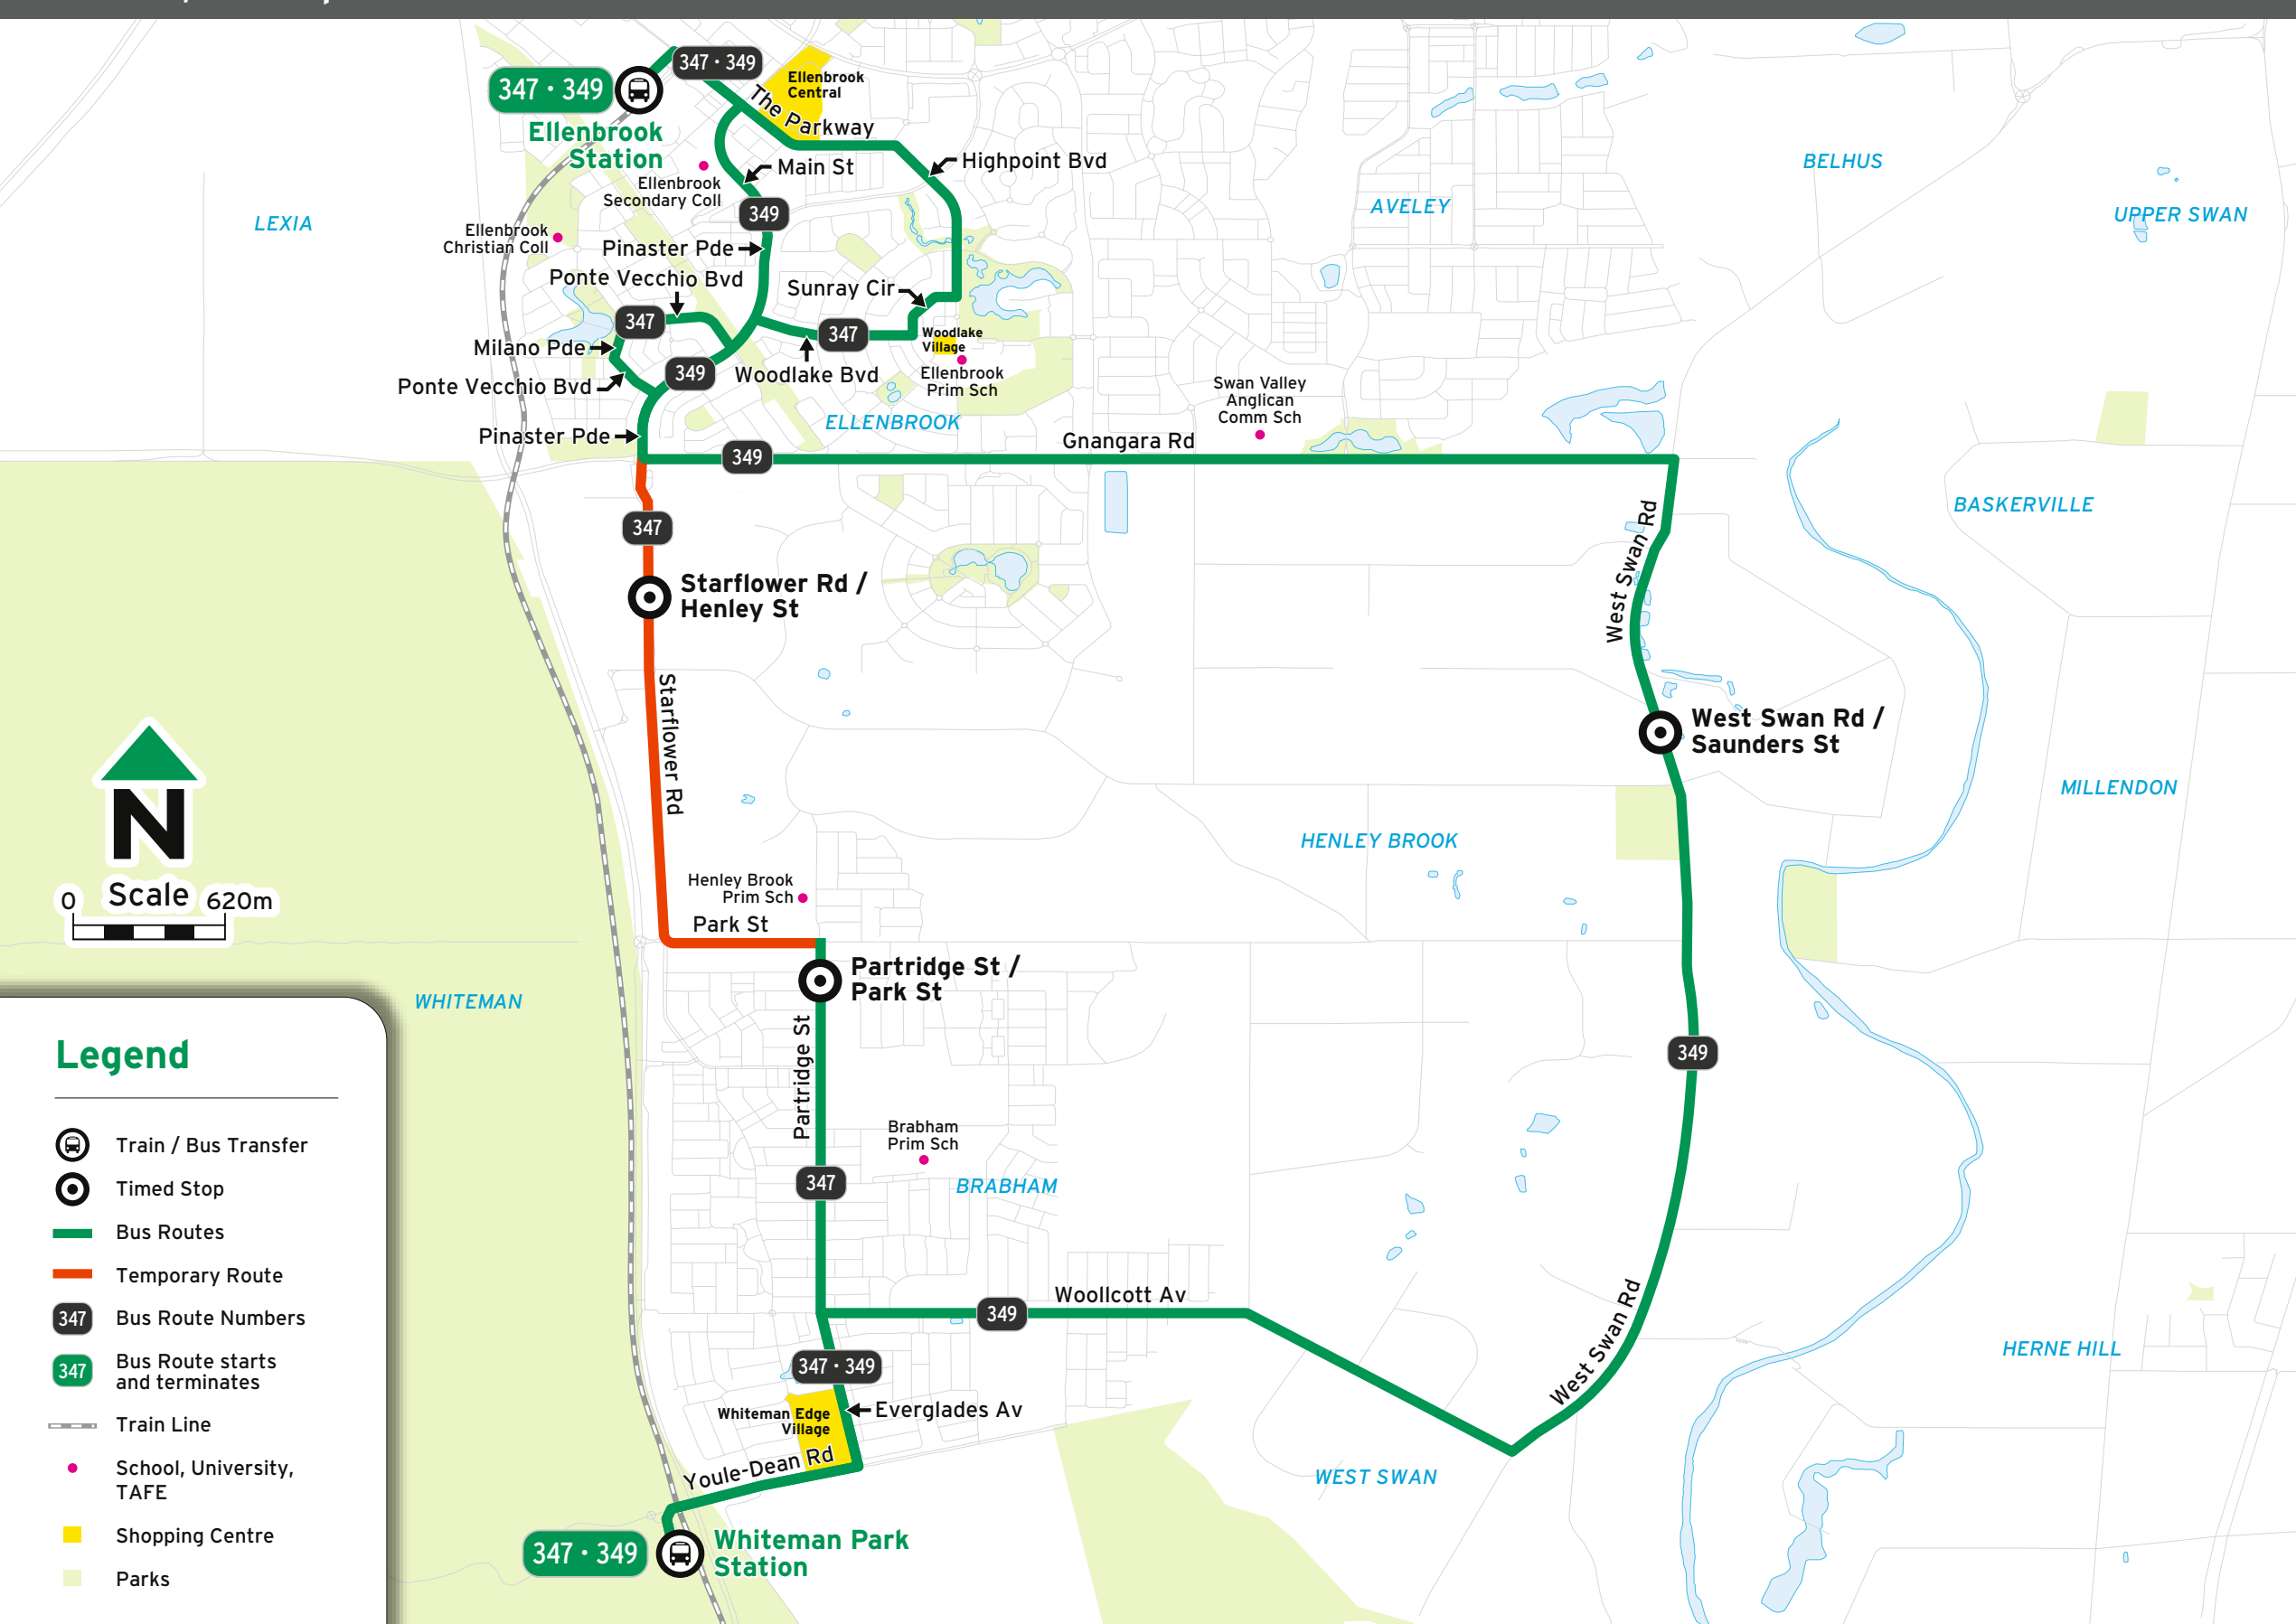 347 • 349
347 • 349
Ellenbrook
Station
Ellenbrook
Central
The Parkway
Highpoint Bvd
Main St
Ellenbrook
Secondary Coll
349
Ellenbrook
Christian Coll
Pinaster Pde
Ponte Vecchio Bvd
Sunray Cir
347
347
Woodlake
Village
Milano Pde
349
Woodlake Bvd
Ponte Vecchio Bvd
Ellenbrook
Prim Sch
Swan Valley
Anglican
Comm Sch
ELLENBROOK
Pinaster Pde
349
Gnangara Rd
LEXIA
AVELEY
BELHUS
UPPER SWAN
BASKERVILLE
347
Starflower Rd /
Henley St
West Swan Rd
Starflower Rd
West Swan Rd /
Saunders St
MILLENDON
HENLEY BROOK
N
Scale
0
620m
Henley Brook
Prim Sch
Park St
Partridge St /
Park St
WHITEMAN
Partridge St
349
Brabham
Prim Sch
347
BRABHAM
Woollcott Av
349
West Swan Rd
HERNE HILL
347 • 349
Everglades Av
Whiteman Edge
Village
Youle-Dean Rd
WEST SWAN
347 • 349
Whiteman Park
Station
Legend
Train / Bus Transfer
Timed Stop
Bus Routes
Temporary Route
347
Bus Route Numbers
347
Bus Route starts
and terminates
Train Line
School, University,
TAFE
Shopping Centre
Parks